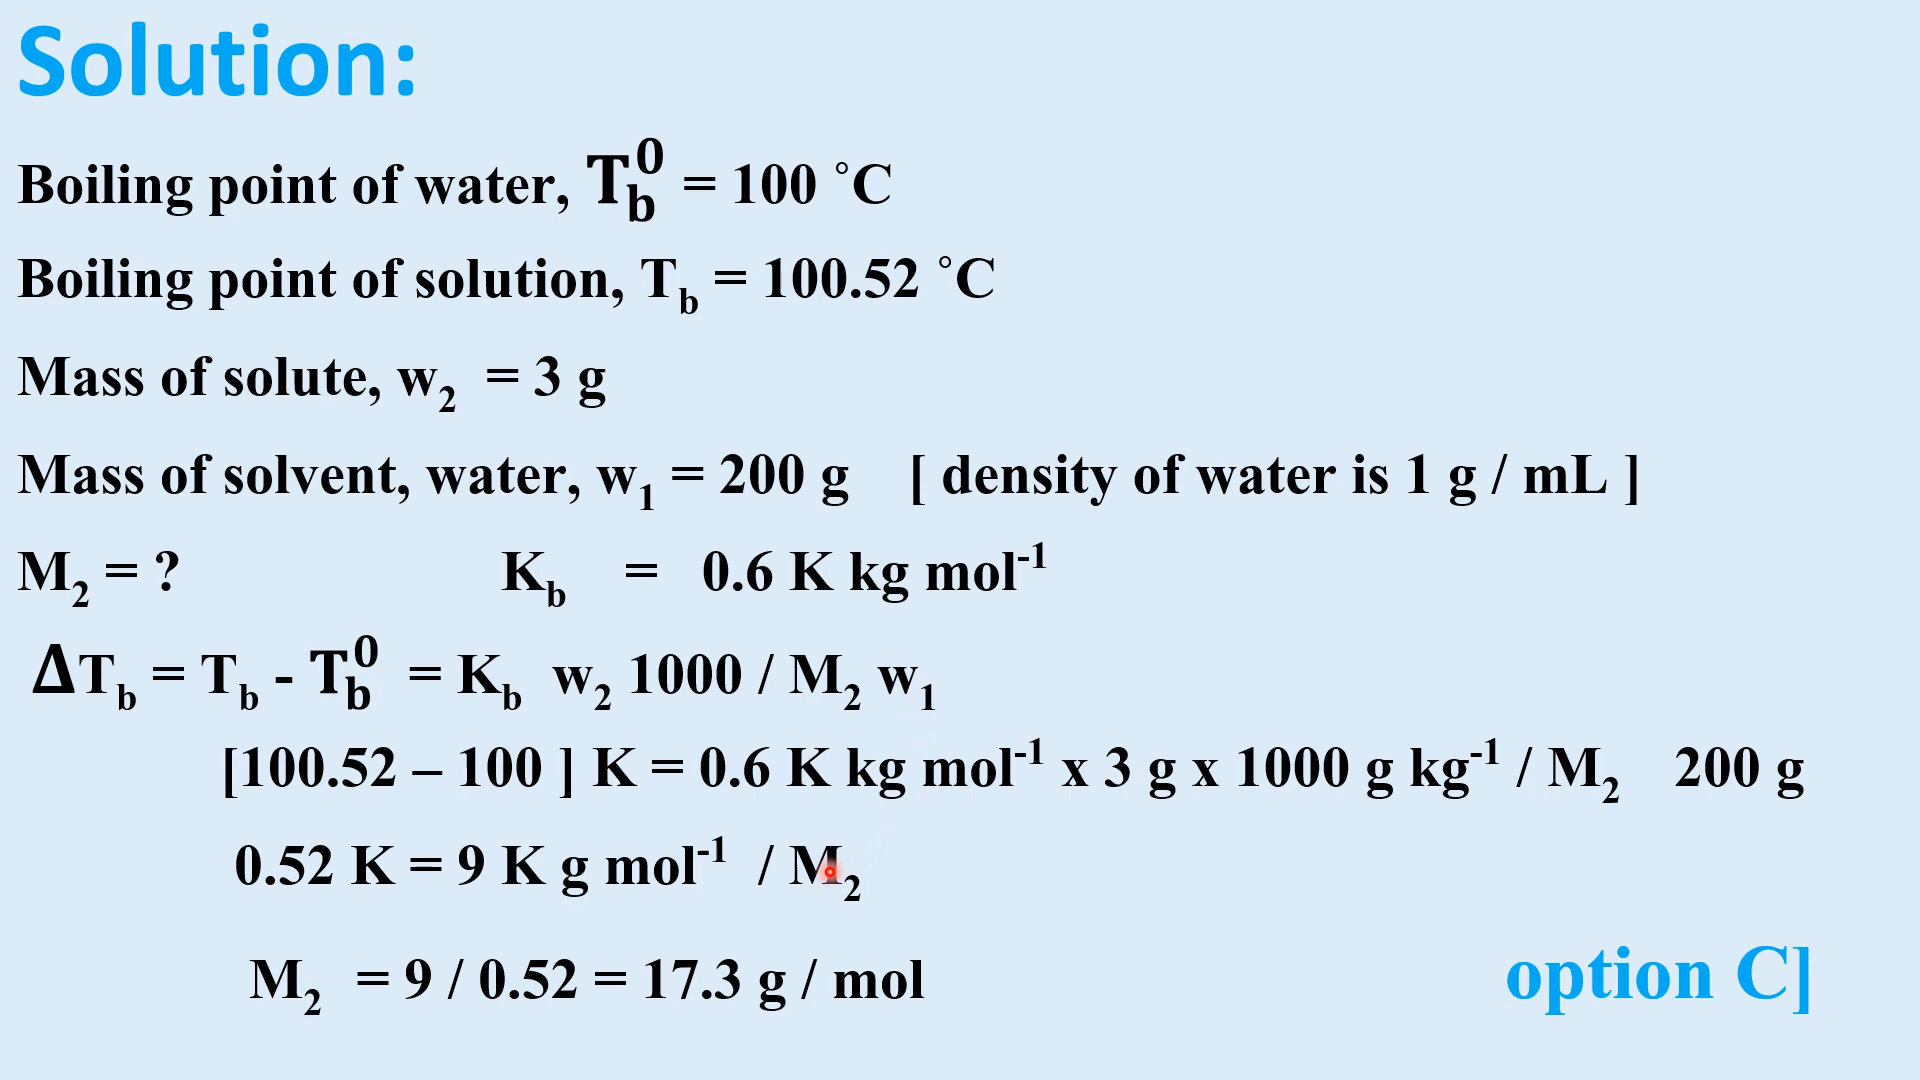 Solution:
Boiling point of water, T_b^0 = 100 ˚C
Boiling point of solution, T_b = 100.52 ˚C
Mass of solute, w_2 = 3 g
Mass of solvent, water, w_1 = 200 g [ density of water is 1 g / mL ]
M_2 = ? K_b = 0.6 K kg mol^-1
ΔT_b = T_b - T_b^0 = K_b w_2 1000 / M_2 w_1
[100.52 – 100 ] K = 0.6 K kg mol^-1 x 3 g x 1000 g kg^-1 / M_2 200 g
0.52 K = 9 K g mol^-1 / M_2
M_2 = 9 / 0.52 = 17.3 g / mol option C]